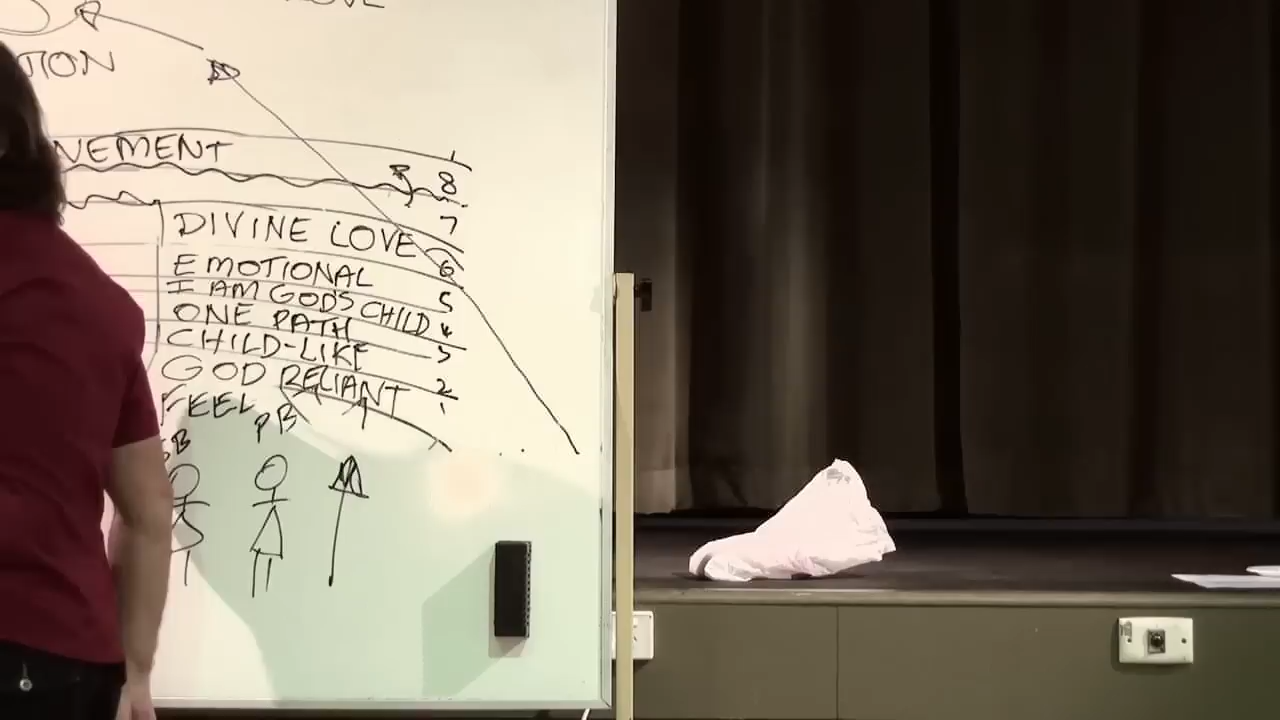 TION
NEMENT
8
7
DIVINE LOVE
6
EMOTIONAL
5
I AM GODS CHILD
4
ONE PATH
3
CHILD-LIKE
GOD RELIANT
2
1
FEEL
PB
B